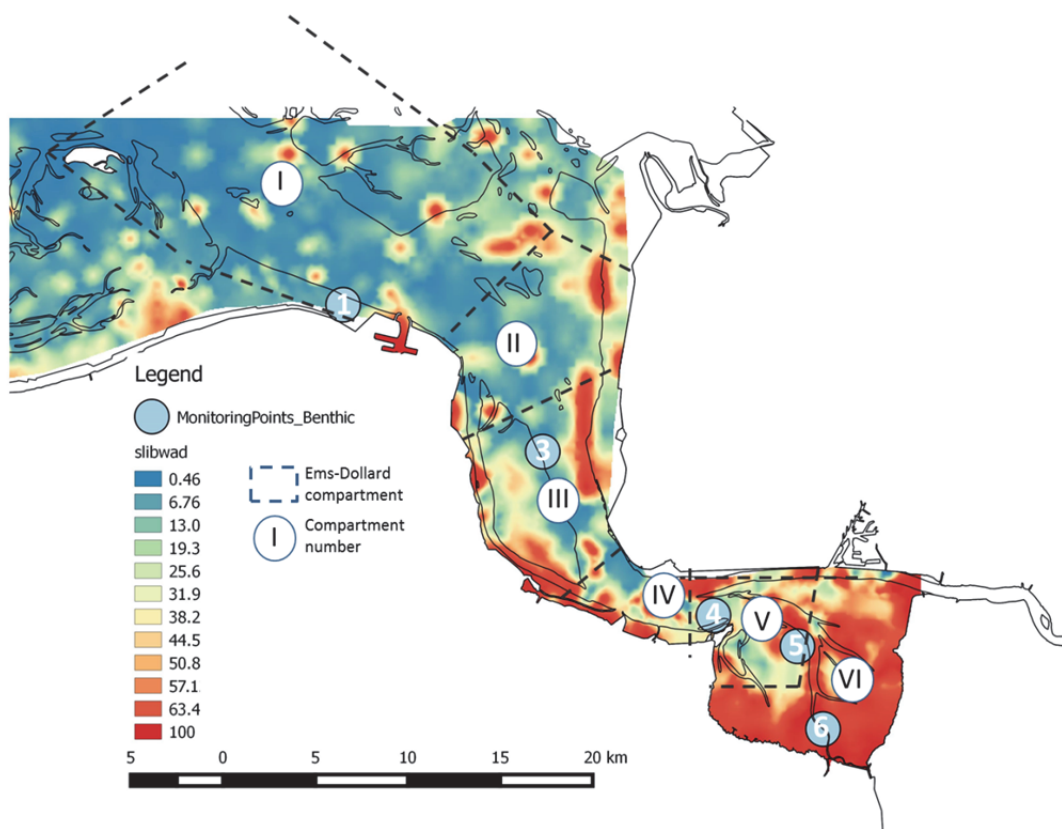 I
1
II
Legend
MonitoringPoints_Benthic
3
slibwad
0.46
6.76
13.0
19.3
25.6
31.9
38.2
44.5
50.8
57.1.
63.4
100
Ems-Dollard
compartment
I
Compartment
number
III
IV
4
V
5
VI
6
5 0 5 10 15 20 km